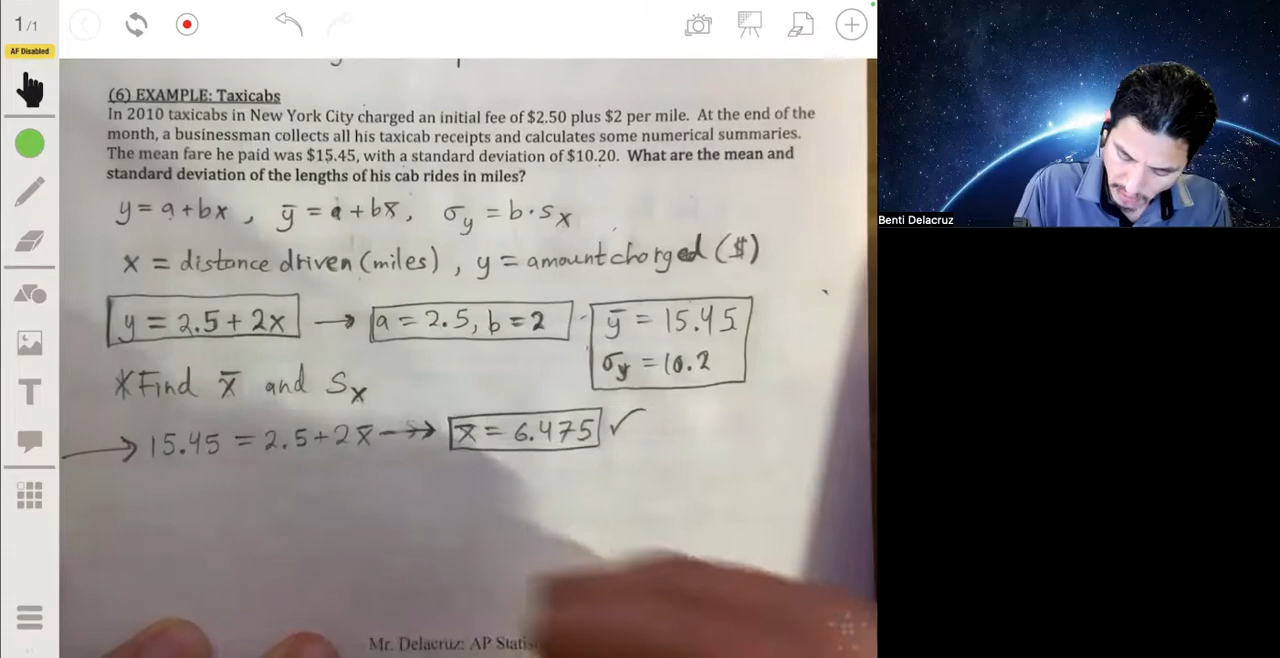 1/1
AF Disabled
(6) EXAMPLE: Taxicabs
In 2010 taxicabs in New York City charged an initial fee of $2.50 plus $2 per mile. At the end of the
month, a businessman collects all his taxicab receipts and calculates some numerical summaries.
The mean fare he paid was $15.45, with a standard deviation of $10.20. What are the mean and
standard deviation of the lengths of his cab rides in miles?
y = a + bx , ȳ = a + bx̄, σy = b · sx
x = distance driven (miles) , y = amount charged ($)
y = 2.5 + 2x → a = 2.5, b = 2
ȳ = 15.45
σy = 10.2
*Find x̄ and Sx
→ 15.45 = 2.5 + 2x̄ →→ x̄ = 6.475 ✓
Mr. Delacruz: AP
T
Benti Delacruz